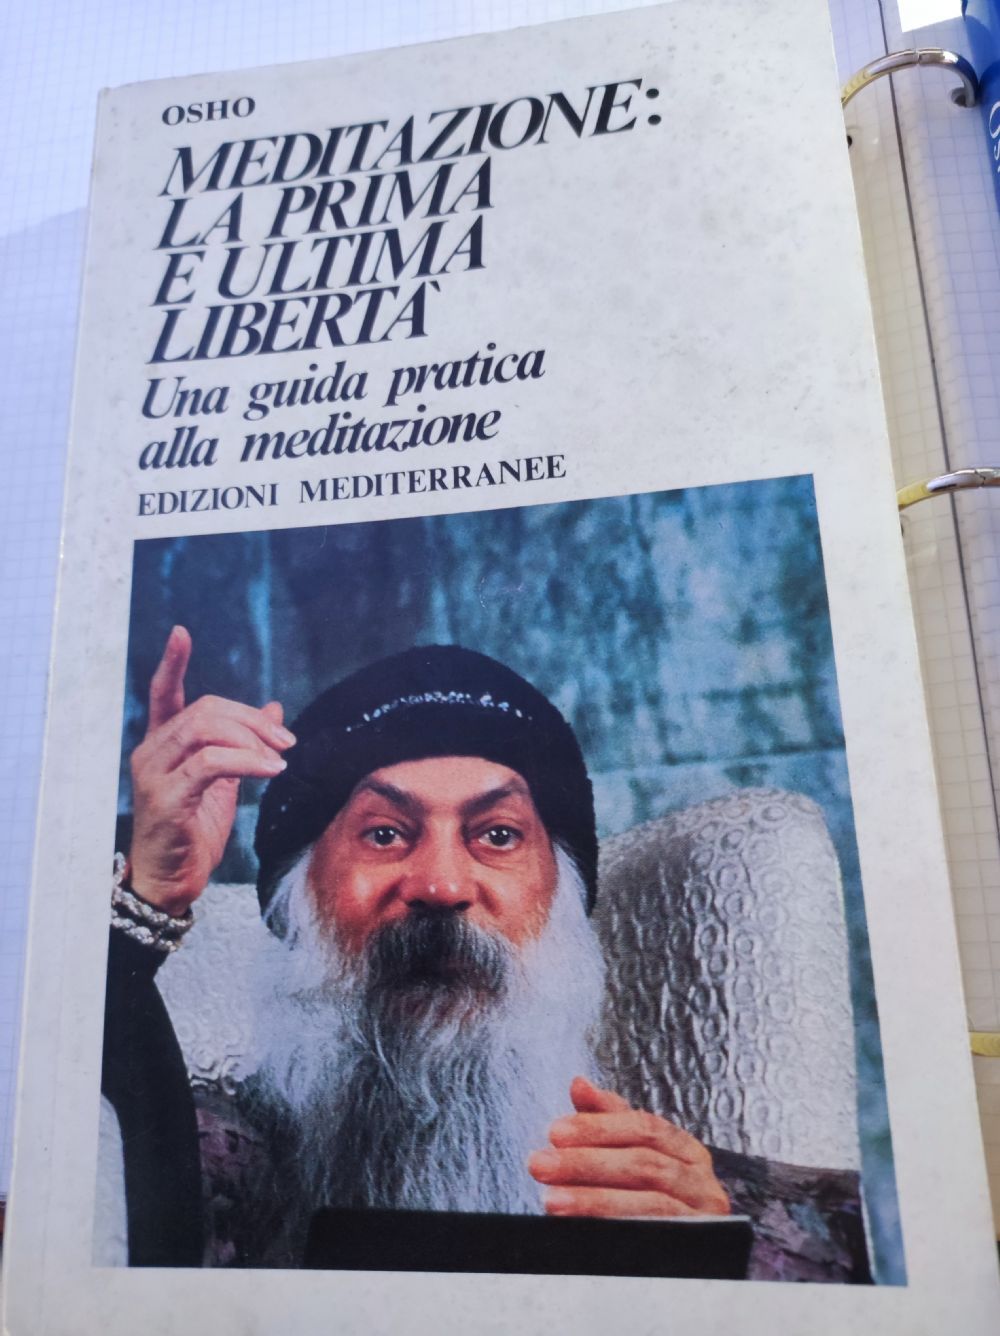 OSHO
MEDITAZIONE:
LA PRIMA
E ULTIMA
LIBERTÀ
Una guida pratica
alla meditazione
EDIZIONI MEDITERRANEE